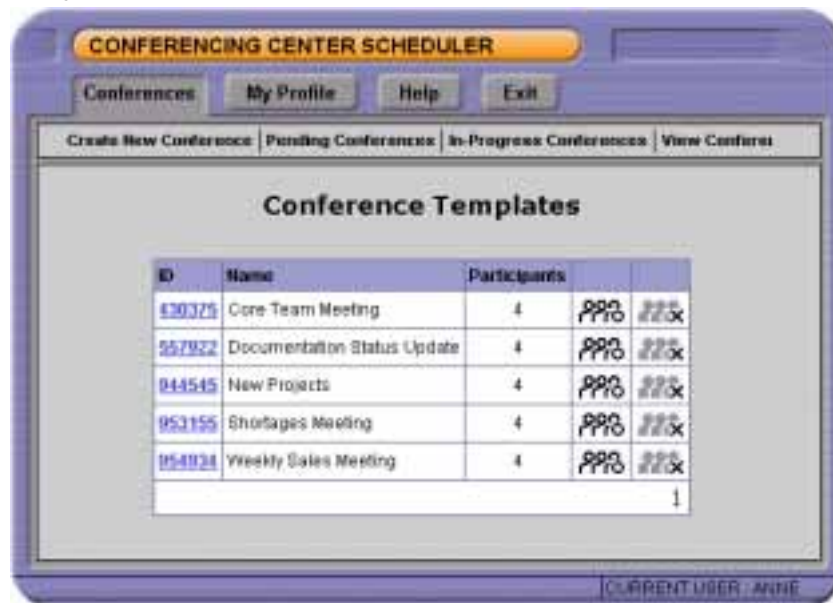 CONFERENCING CENTER SCHEDULER
Conferences My Profile Help Exit
Create New Conference | Pending Conferences | In-Progress Conferences | View Conferen
Conference Templates
ID Name Participants
430375 Core Team Meeting 4
557922 Documentation Status Update 4
944545 New Projects 4
953155 Shortages Meeting 4
954934 Weekly Sales Meeting 4
1
CURRENT USER : ANNE